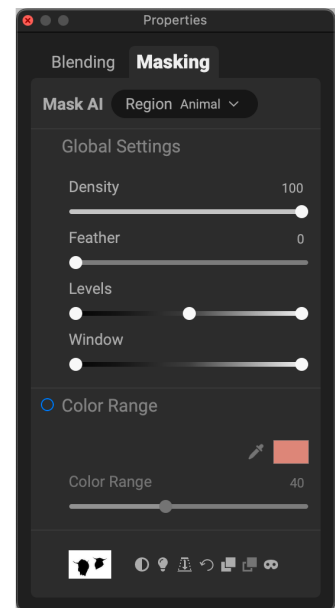 Properties
Blending Masking
Mask AI Region Animal
Global Settings
Density 100
Feather 0
Levels
Window
Color Range
Color Range 40